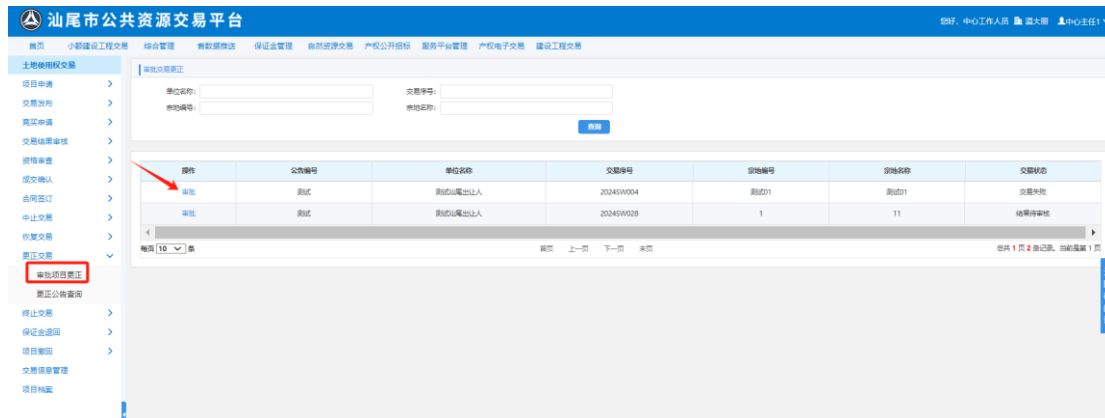 汕尾市公共资源交易平台
您好，中心工作人员 温大丽 中心主任1
首页 小额建设工程交易 综合管理 省数据推送 保证金管理 自然资源交易 产权公开招标 服务平台管理 产权电子交易 建设工程交易
土地使用权交易
审批交易更正
项目申请
交易发布
竞买申请
交易结果审核
资格审查
成交确认
合同签订
中止交易
恢复交易
更正交易
审批项目更正
更正公告查询
终止交易
保证金退回
项目撤回
交易信息管理
项目档案
单位名称： 交易序号：
宗地编号： 宗地名称：
查询
操作 公告编号 单位名称 交易序号 宗地编号 宗地名称 交易状态
审批 测试 测试汕尾出让人 2024SW004 测试01 测试01 交易失败
审批 测试 测试汕尾出让人 2024SW028 1 11 结果待审核
每页 10 条 首页 上一页 下一页 末页 总共 1 页 2 条记录，当前是第 1 页